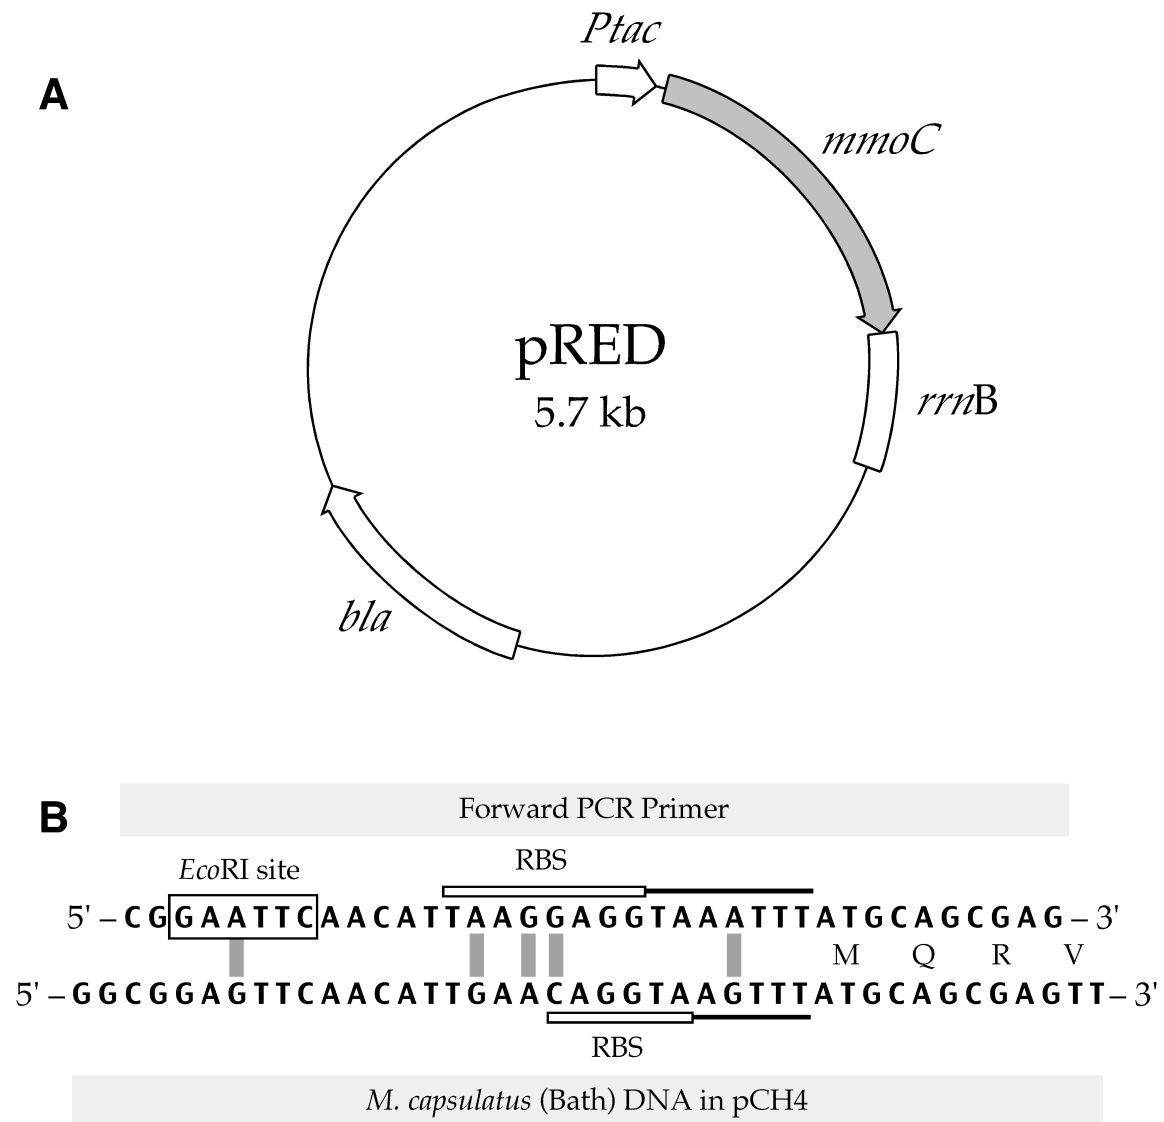 A
Ptac
mmoC
pRED
5.7 kb
rrnB
bla
B
Forward PCR Primer
EcoRI site
RBS
5' – CGGAATTCAACATTAAGGAGGTAAATTTATGCAGCGAG – 3'
M Q R V
5' – GGCGGAGTTCAACATTGAACAGGTAAGTTTATGCAGCGAGTT – 3'
RBS
M. capsulatus (Bath) DNA in pCH4